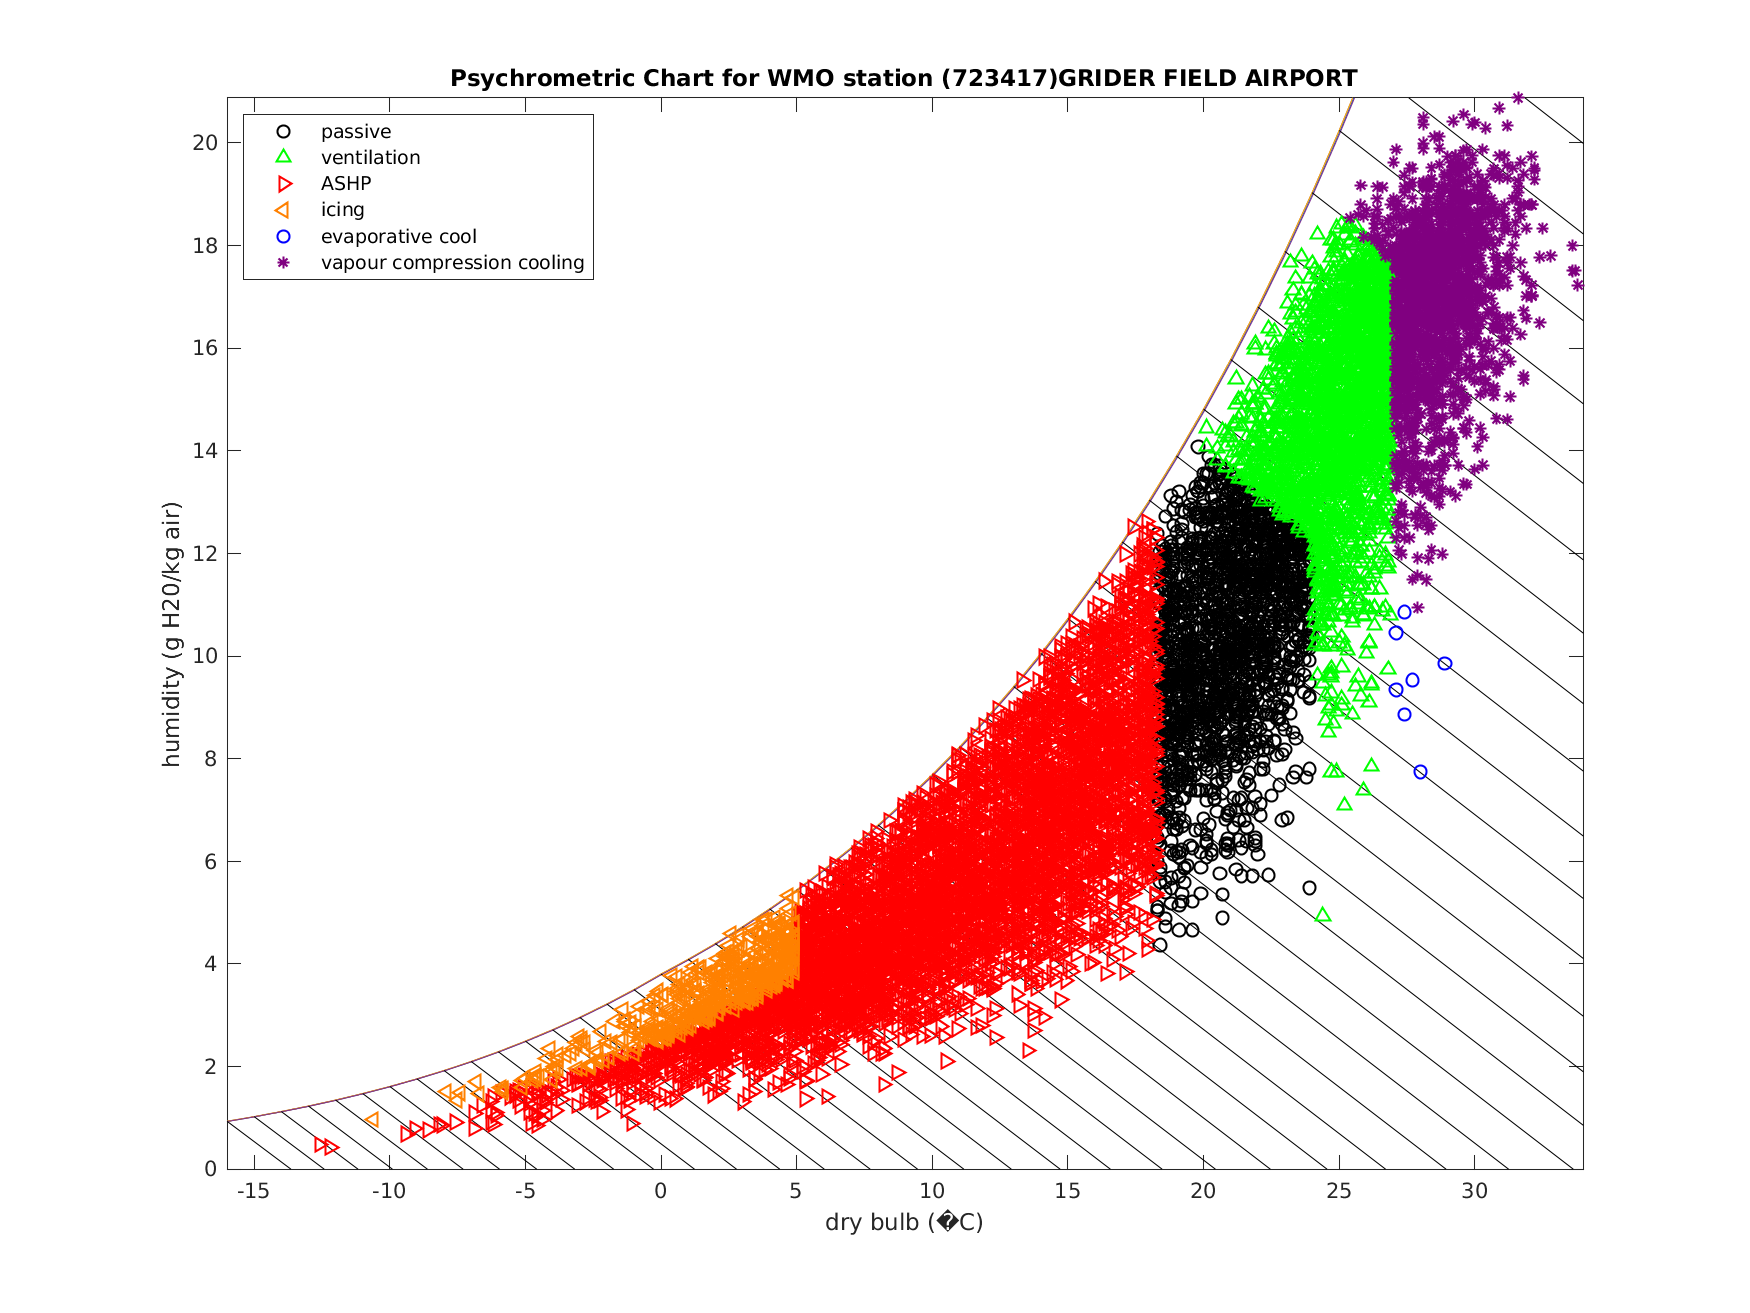 Psychrometric Chart for WMO station (723417)GRIDER FIELD AIRPORT
passive
ventilation
ASHP
icing
evaporative cool
vapour compression cooling
humidity (g H20/kg air)
20
18
16
14
12
10
8
6
4
2
0
-15 -10 -5 0 5 10 15 20 25 30
dry bulb (�C)